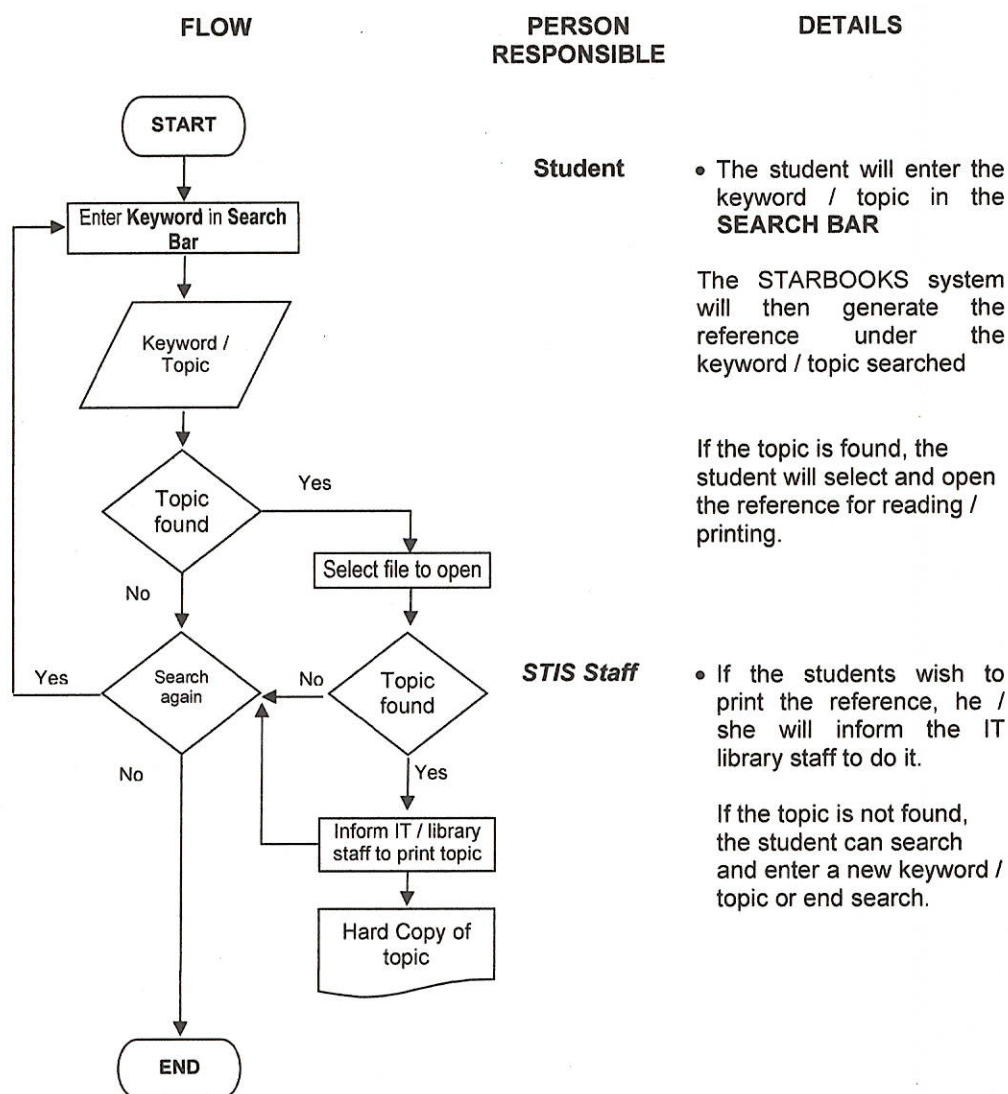 FLOW
PERSON
RESPONSIBLE
DETAILS
START
Enter Keyword in Search
Bar
Keyword /
Topic
Topic
found
Yes
No
Select file to open
Search
again
Yes
No
No
Topic
found
Yes
Inform IT / library
staff to print topic
Hard Copy of
topic
END
Student
• The student will enter the
keyword / topic in the
SEARCH BAR
The STARBOOKS system
will then generate the
reference under the
keyword / topic searched
If the topic is found, the
student will select and open
the reference for reading /
printing.
STIS Staff
• If the students wish to
print the reference, he /
she will inform the IT
library staff to do it.
If the topic is not found,
the student can search
and enter a new keyword /
topic or end search.